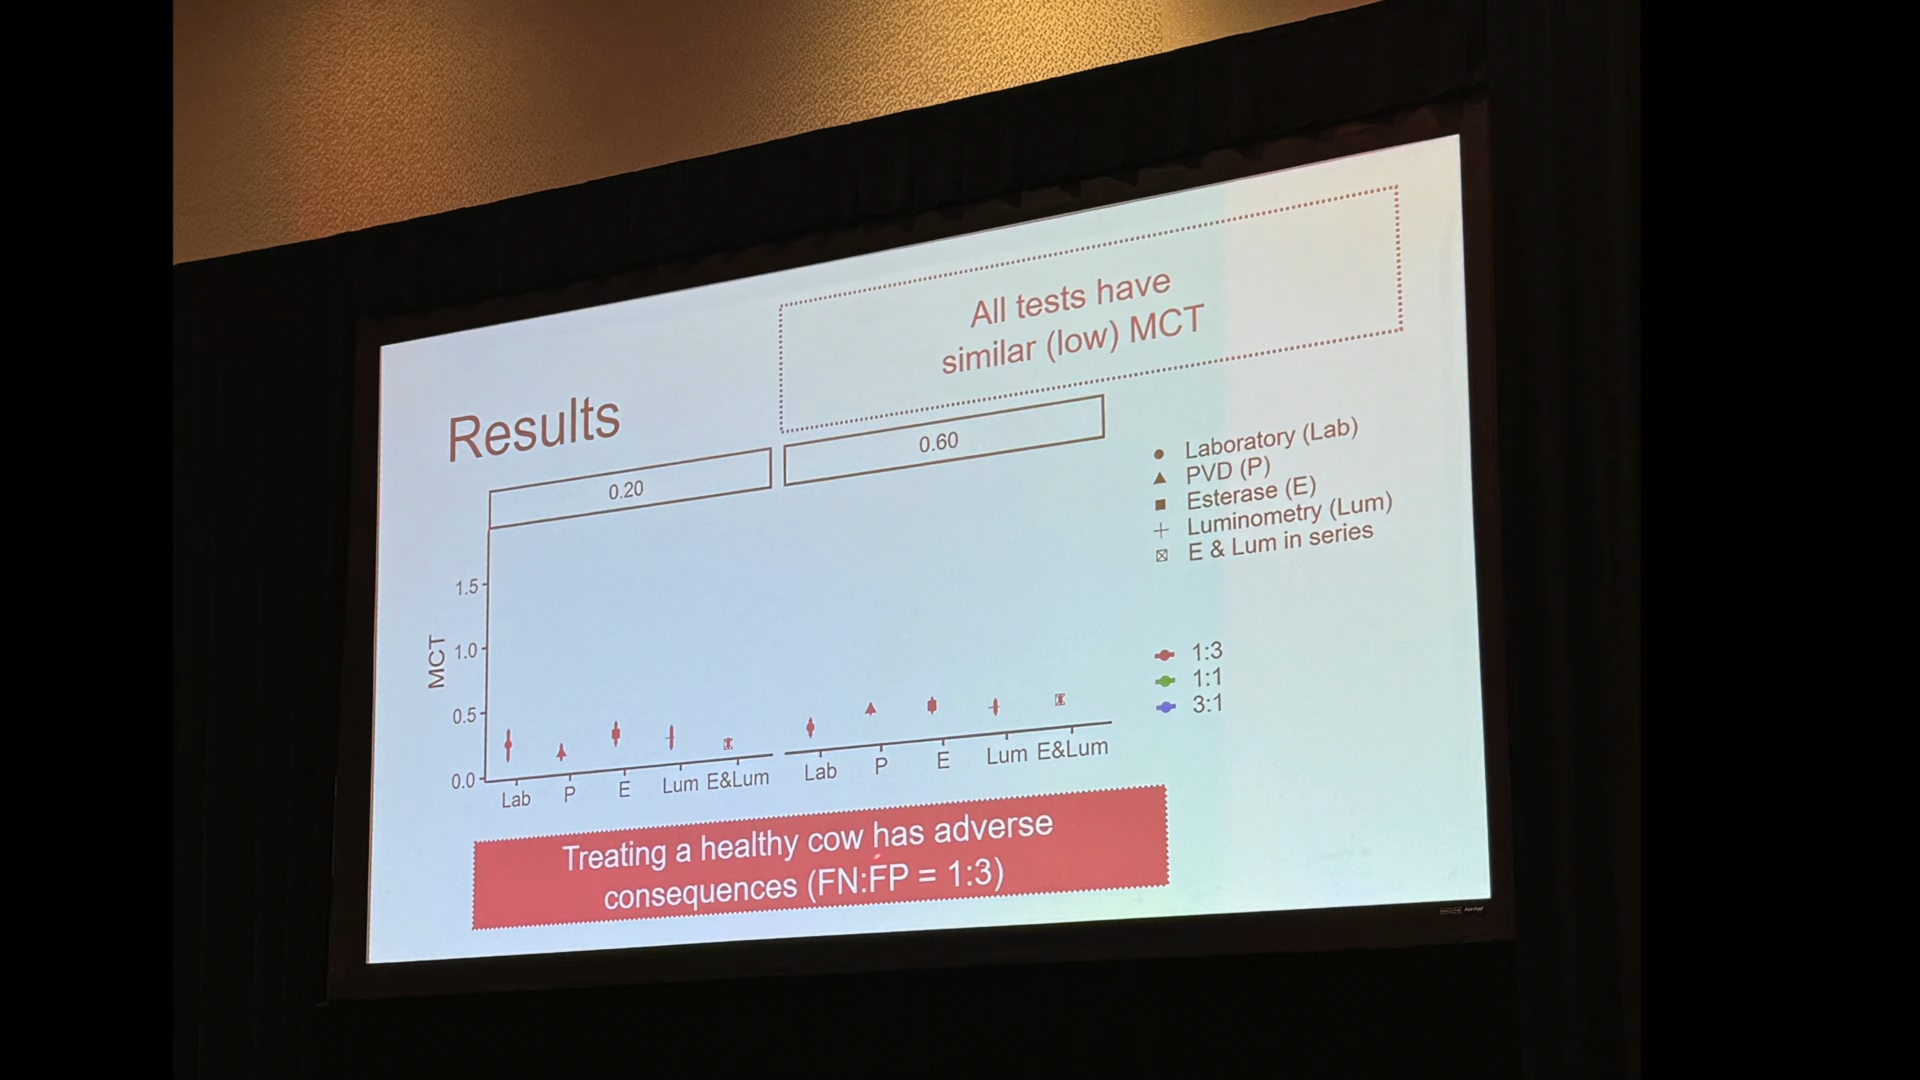 All tests have
similar (low) MCT
Results
0.20
0.60
Laboratory (Lab)
PVD (P)
Esterase (E)
Luminometry (Lum)
E & Lum in series
MCT
1.5
1.0
0.5
0.0
1:3
1:1
3:1
Lab P E Lum E&Lum
Lab P E Lum E&Lum
Treating a healthy cow has adverse
consequences (FN:FP = 1:3)